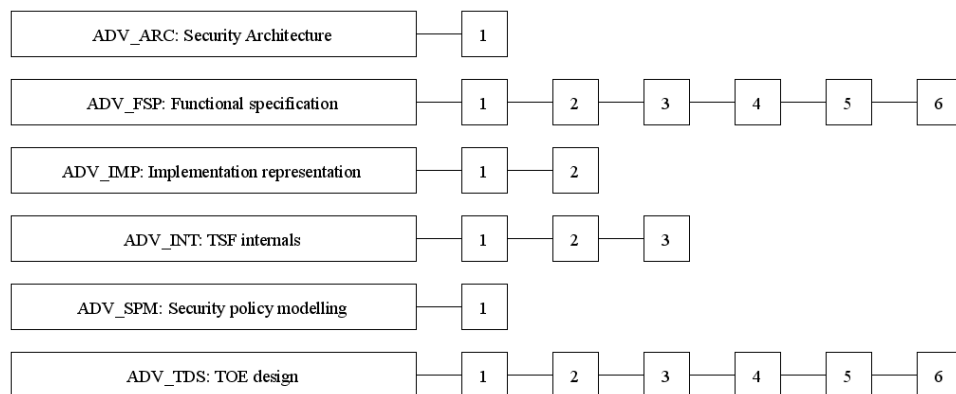 ADV_ARC: Security Architecture 1
ADV_FSP: Functional specification 1 2 3 4 5 6
ADV_IMP: Implementation representation 1 2
ADV_INT: TSF internals 1 2 3
ADV_SPM: Security policy modelling 1
ADV_TDS: TOE design 1 2 3 4 5 6